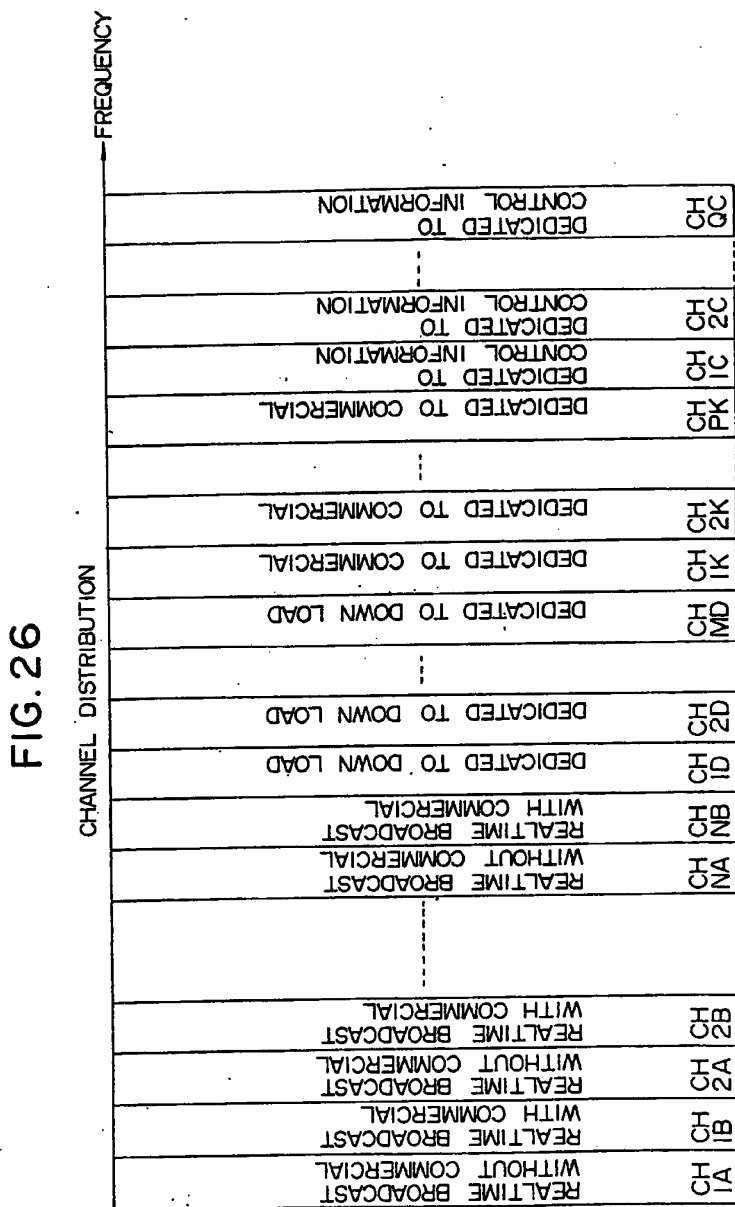 FIG. 26
CHANNEL DISTRIBUTION
FREQUENCY
CH
1A
REALTIME BROADCAST
WITHOUT COMMERCIAL
CH
1B
REALTIME BROADCAST
WITH COMMERCIAL
CH
2A
REALTIME BROADCAST
WITHOUT COMMERCIAL
CH
2B
REALTIME BROADCAST
WITH COMMERCIAL
CH
NA
REALTIME BROADCAST
WITHOUT COMMERCIAL
CH
NB
REALTIME BROADCAST
WITH COMMERCIAL
CH
1D
DEDICATED TO DOWN LOAD
CH
2D
DEDICATED TO DOWN LOAD
CH
MD
DEDICATED TO DOWN LOAD
CH
1K
DEDICATED TO COMMERCIAL
CH
2K
DEDICATED TO COMMERCIAL
CH
PK
DEDICATED TO COMMERCIAL
CH
1C
DEDICATED TO
CONTROL INFORMATION
CH
2C
DEDICATED TO
CONTROL INFORMATION
CH
QC
DEDICATED TO
CONTROL INFORMATION